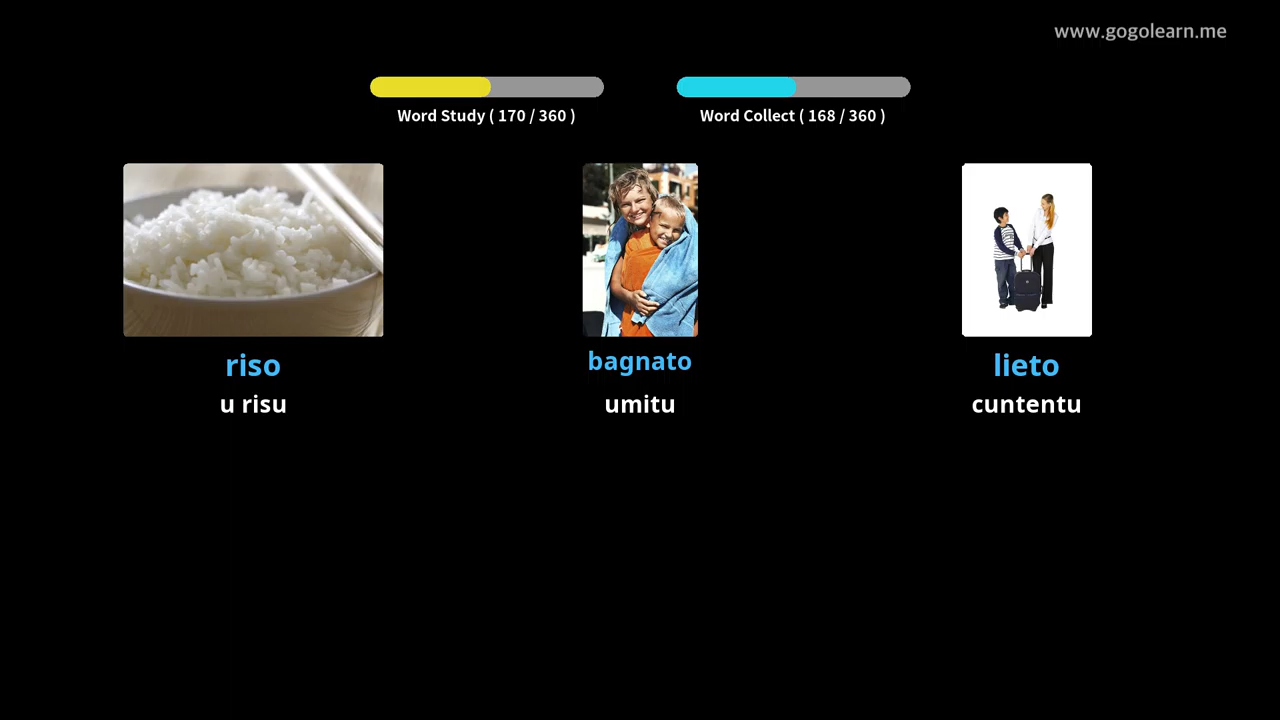 www.gogolearn.me
Word Study ( 170 / 360 )
Word Collect ( 168 / 360 )
riso
bagnato
lieto
u risu
umitu
cuntentu